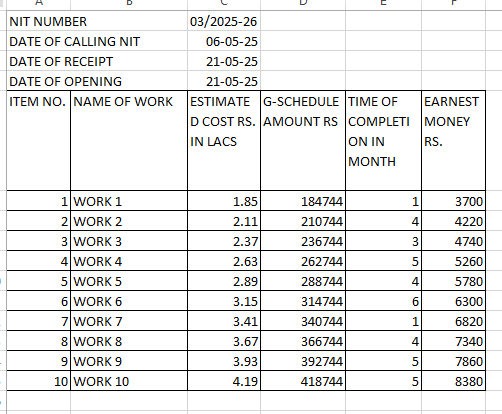 A B C D E F
NIT NUMBER 03/2025-26
DATE OF CALLING NIT 06-05-25
DATE OF RECEIPT 21-05-25
DATE OF OPENING 21-05-25
ITEM NO. NAME OF WORK ESTIMATE G-SCHEDULE TIME OF EARNEST
D COST RS. AMOUNT RS COMPLETI MONEY
IN LACS ON IN RS.
MONTH
1 WORK 1 1.85 184744 1 3700
2 WORK 2 2.11 210744 4 4220
3 WORK 3 2.37 236744 3 4740
4 WORK 4 2.63 262744 5 5260
5 WORK 5 2.89 288744 4 5780
6 WORK 6 3.15 314744 6 6300
7 WORK 7 3.41 340744 1 6820
8 WORK 8 3.67 366744 4 7340
9 WORK 9 3.93 392744 5 7860
10 WORK 10 4.19 418744 5 8380